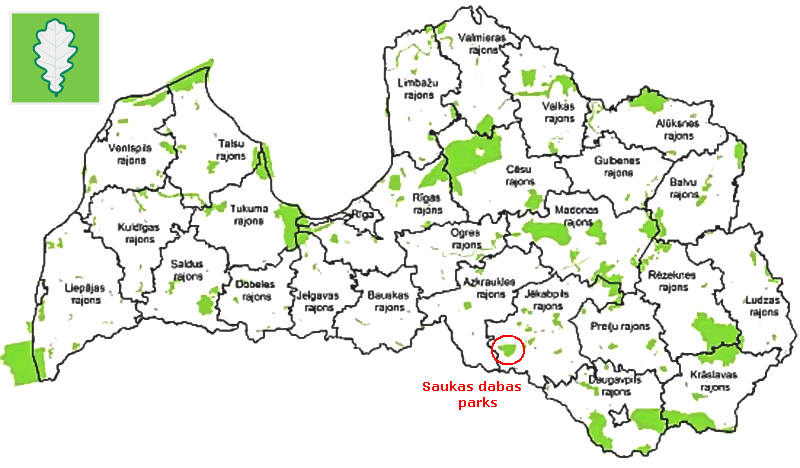 Valmieras
rajons
Limbažu
rajons
Valkas
rajons
Alūksnes
rajons
Ventspils
rajons
Talsu
rajons
Cēsu
rajons
Gulbenes
rajons
Balvu
rajons
Rīgas
rajons
Rīga
Tukuma
rajons
Madonas
rajons
Kuldīgas
rajons
Ogres
rajons
Saldus
rajons
Rēzeknes
rajons
Liepājas
rajons
Dobeles
rajons
Jelgavas
rajons
Bauskas
rajons
Aizkraukles
rajons
Jēkabpils
rajons
Ludzas
rajons
Preiļu rajons
Saukas dabas
parks
Daugavpils
rajons
Krāslavas
rajons